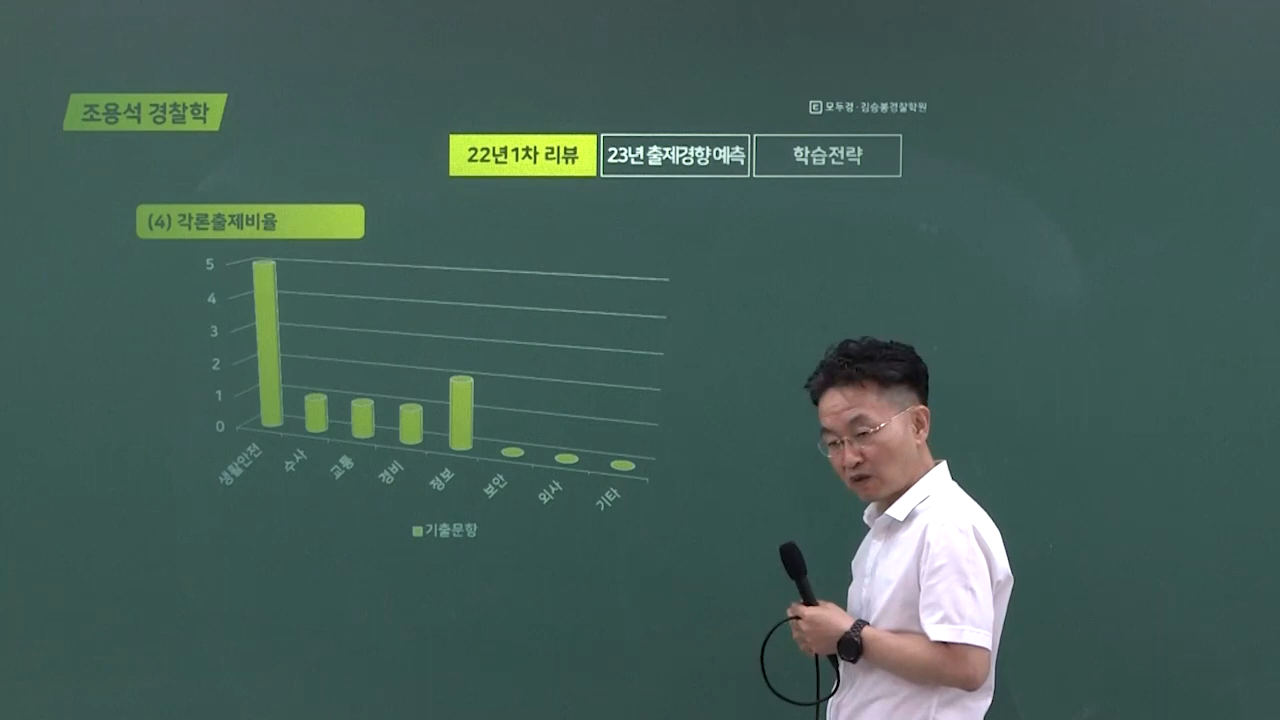 조용석 경찰학
모두경 · 김승봉경찰학원
22년 1차 리뷰
23년 출제경향 예측
학습전략
(4) 각론출제비율
5
4
3
2
1
0
생활안전
수사
교통
경비
정보
보안
외사
기타
기출문항